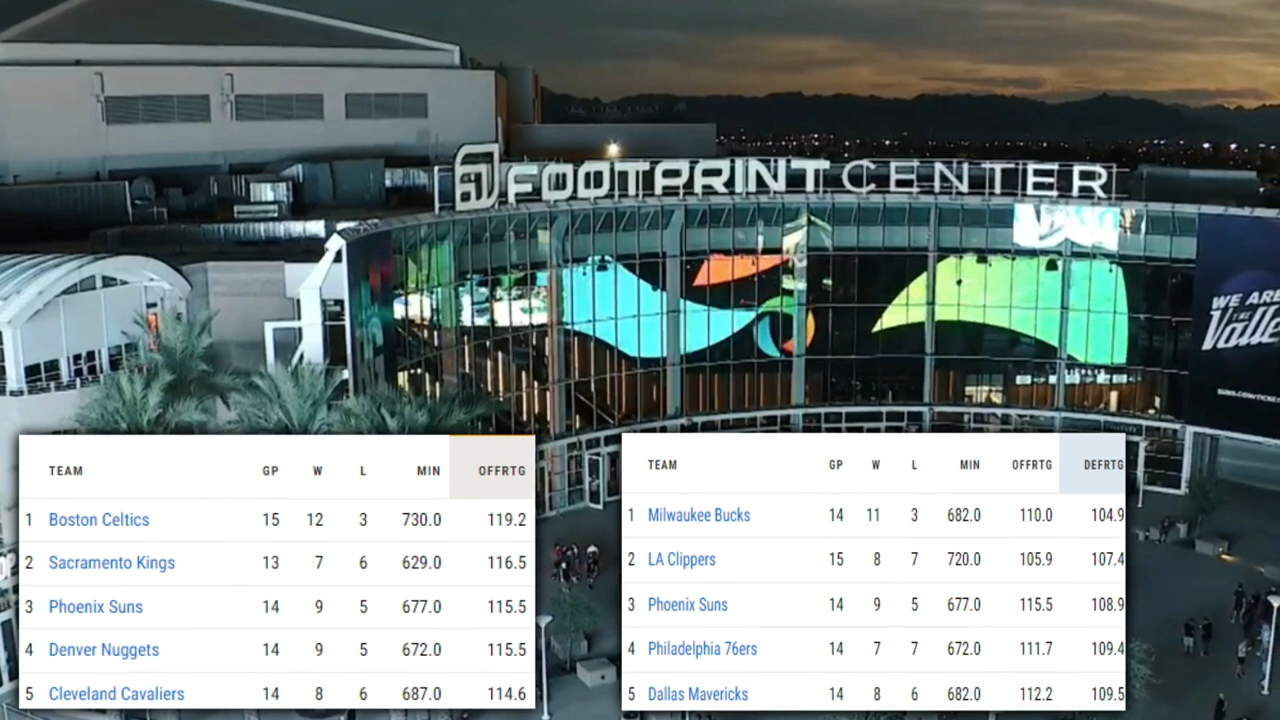 FOOTPRINT CENTER
WE ARE
THE
Valle
SUNS.COM/TICKE
TEAM GP W L MIN OFFRTG
1 Boston Celtics 15 12 3 730.0 119.2
2 Sacramento Kings 13 7 6 629.0 116.5
3 Phoenix Suns 14 9 5 677.0 115.5
4 Denver Nuggets 14 9 5 672.0 115.5
5 Cleveland Cavaliers 14 8 6 687.0 114.6
TEAM GP W L MIN OFFRTG DEFRTG
1 Milwaukee Bucks 14 11 3 682.0 110.0 104.9
2 LA Clippers 15 8 7 720.0 105.9 107.4
3 Phoenix Suns 14 9 5 677.0 115.5 108.9
4 Philadelphia 76ers 14 7 7 672.0 111.7 109.4
5 Dallas Mavericks 14 8 6 682.0 112.2 109.5